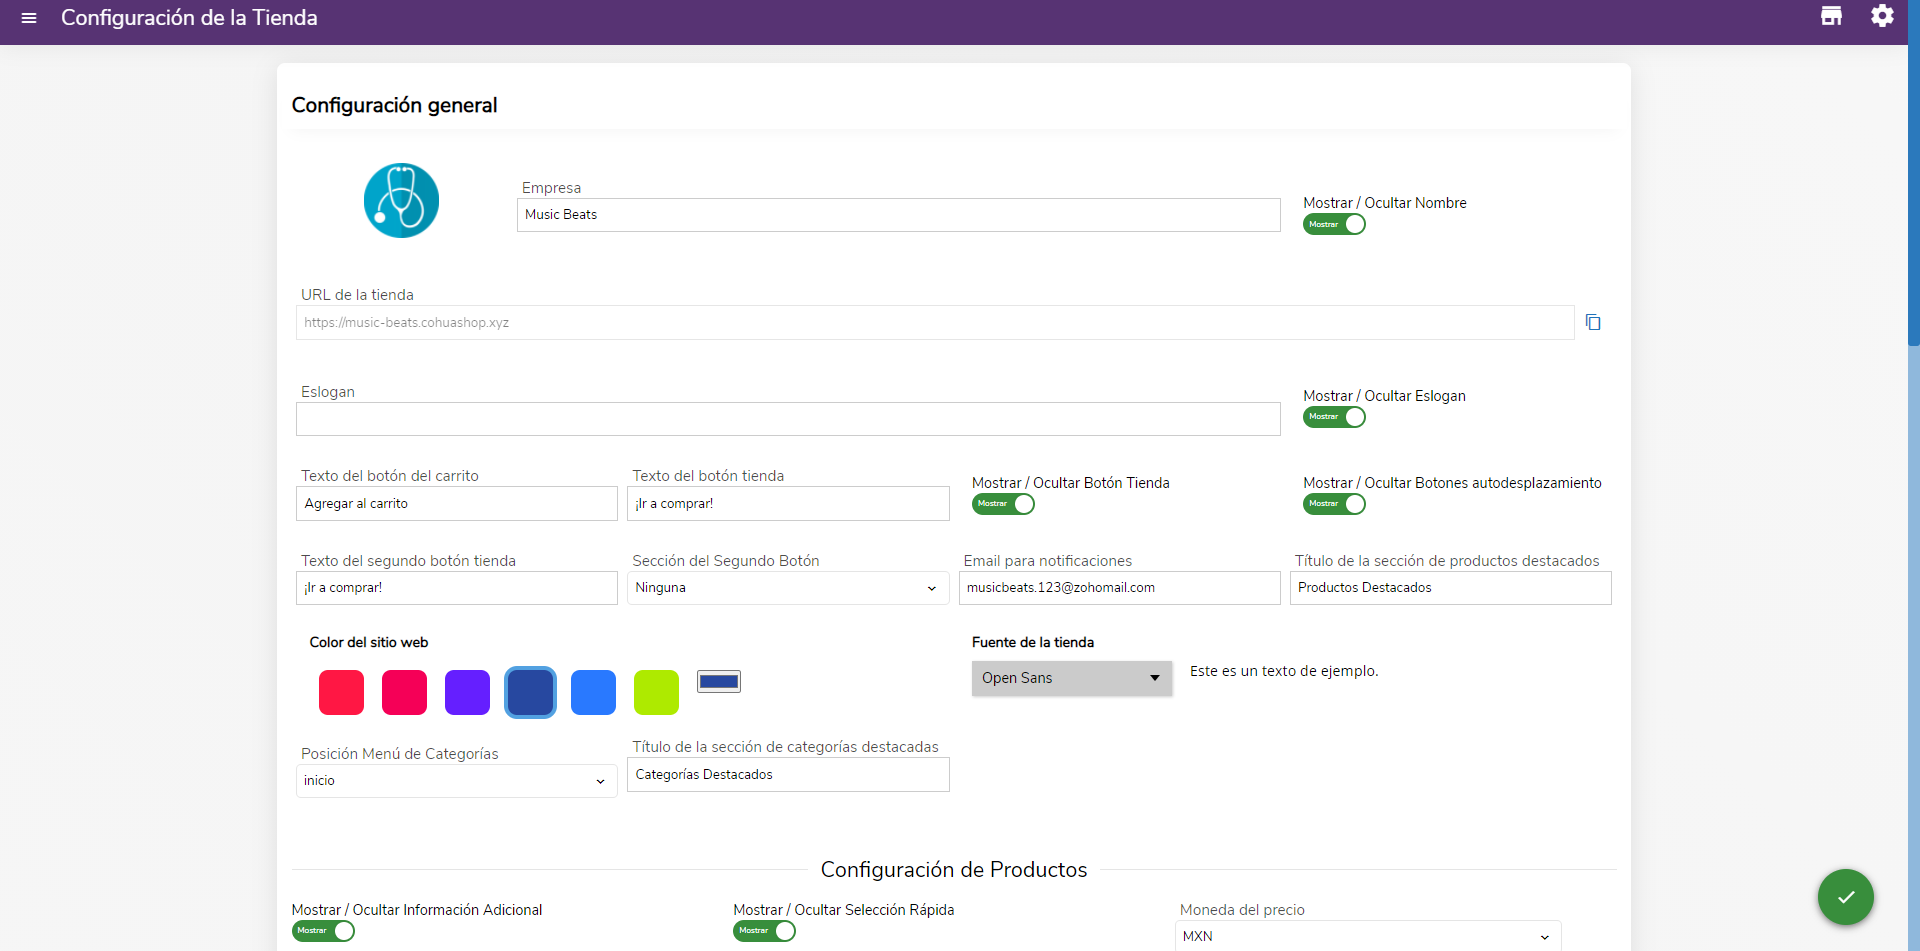 Configuración de la Tienda
Configuración general
Empresa
Music Beats
Mostrar / Ocultar Nombre
Mostrar
URL de la tienda
https://music-beats.cohuashop.xyz
Eslogan
Mostrar / Ocultar Eslogan
Mostrar
Texto del botón del carrito
Agregar al carrito
Texto del botón tienda
¡Ir a comprar!
Mostrar / Ocultar Botón Tienda
Mostrar
Mostrar / Ocultar Botones autodesplazamiento
Mostrar
Texto del segundo botón tienda
¡Ir a comprar!
Sección del Segundo Botón
Ninguna
Email para notificaciones
musicbeats.123@zohomail.com
Título de la sección de productos destacados
Productos Destacados
Color del sitio web
Fuente de la tienda
Open Sans
Este es un texto de ejemplo.
Posición Menú de Categorías
inicio
Título de la sección de categorías destacadas
Categorías Destacados
Configuración de Productos
Mostrar / Ocultar Información Adicional
Mostrar
Mostrar / Ocultar Selección Rápida
Mostrar
Moneda del precio
MXN